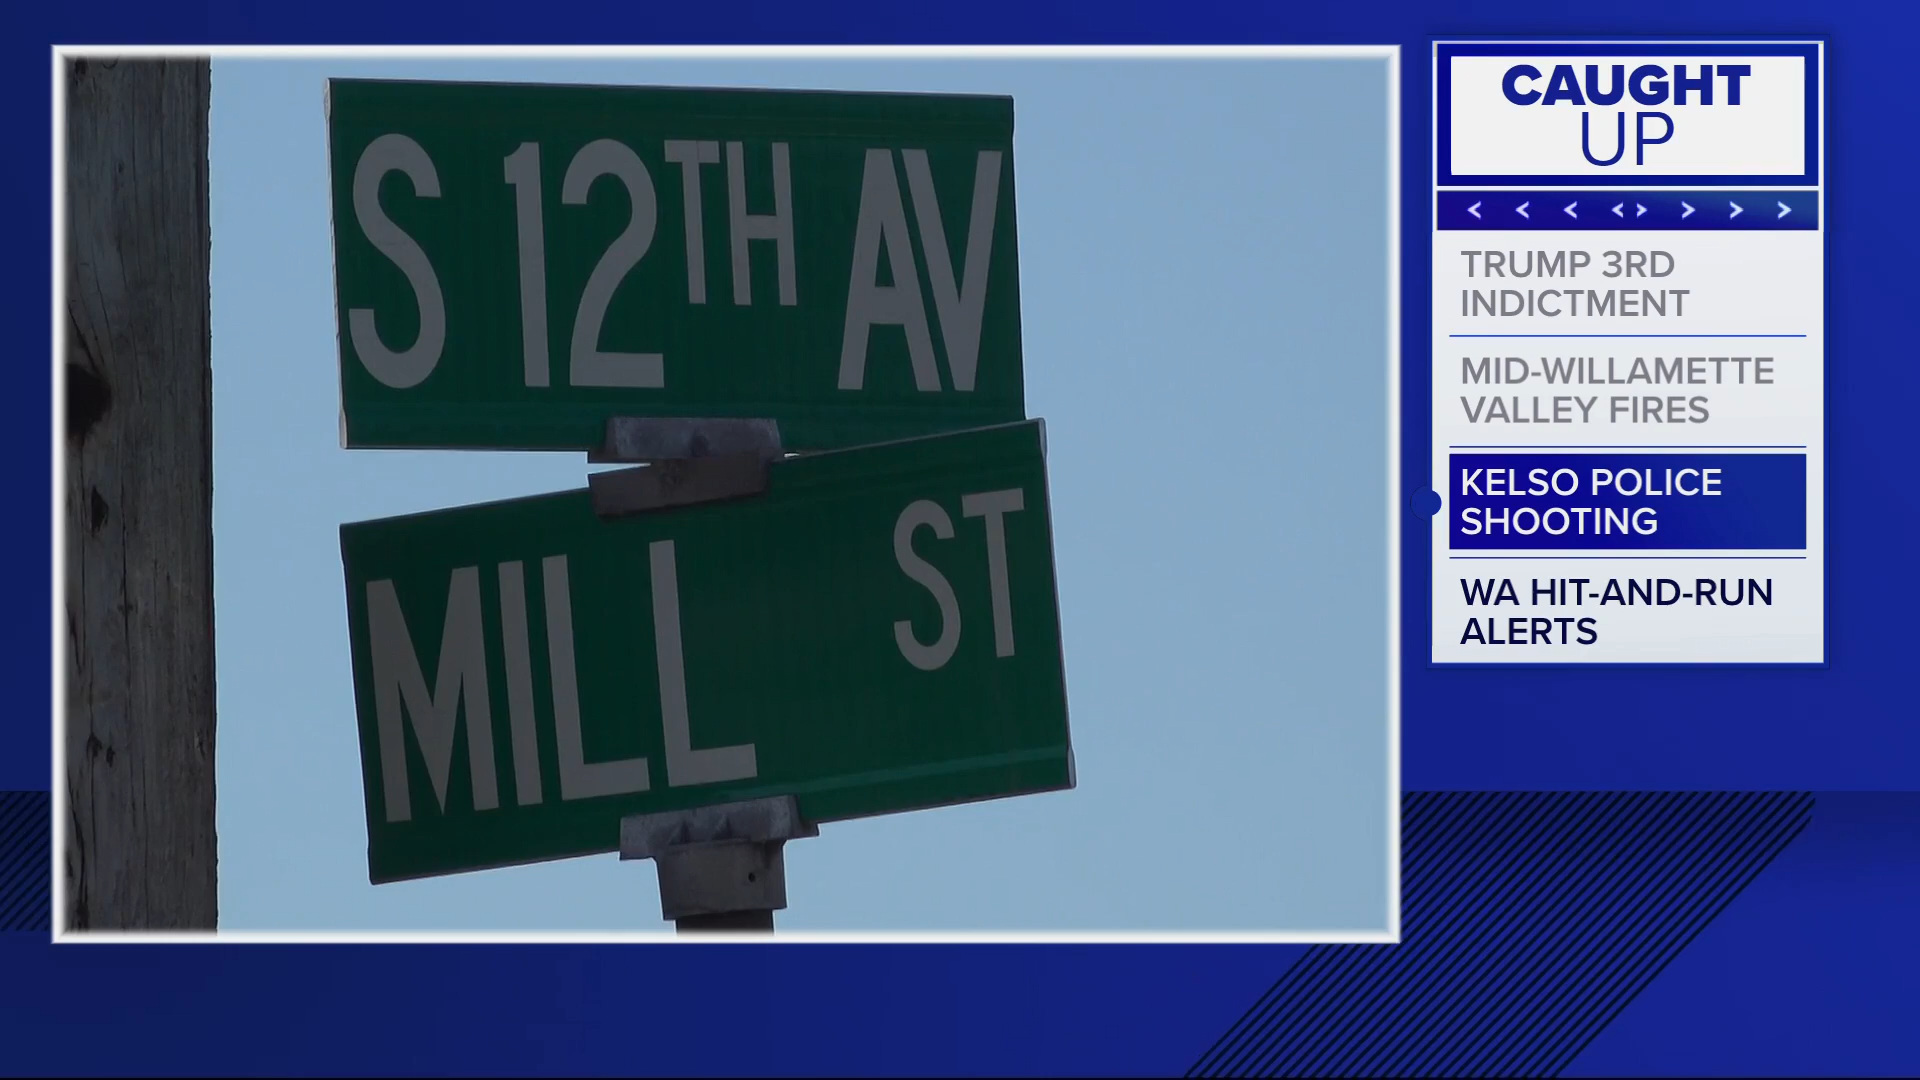 S 12TH AV
MILL ST
CAUGHT
UP
TRUMP 3RD
INDICTMENT
MID-WILLAMETTE
VALLEY FIRES
KELSO POLICE
SHOOTING
WA HIT-AND-RUN
ALERTS